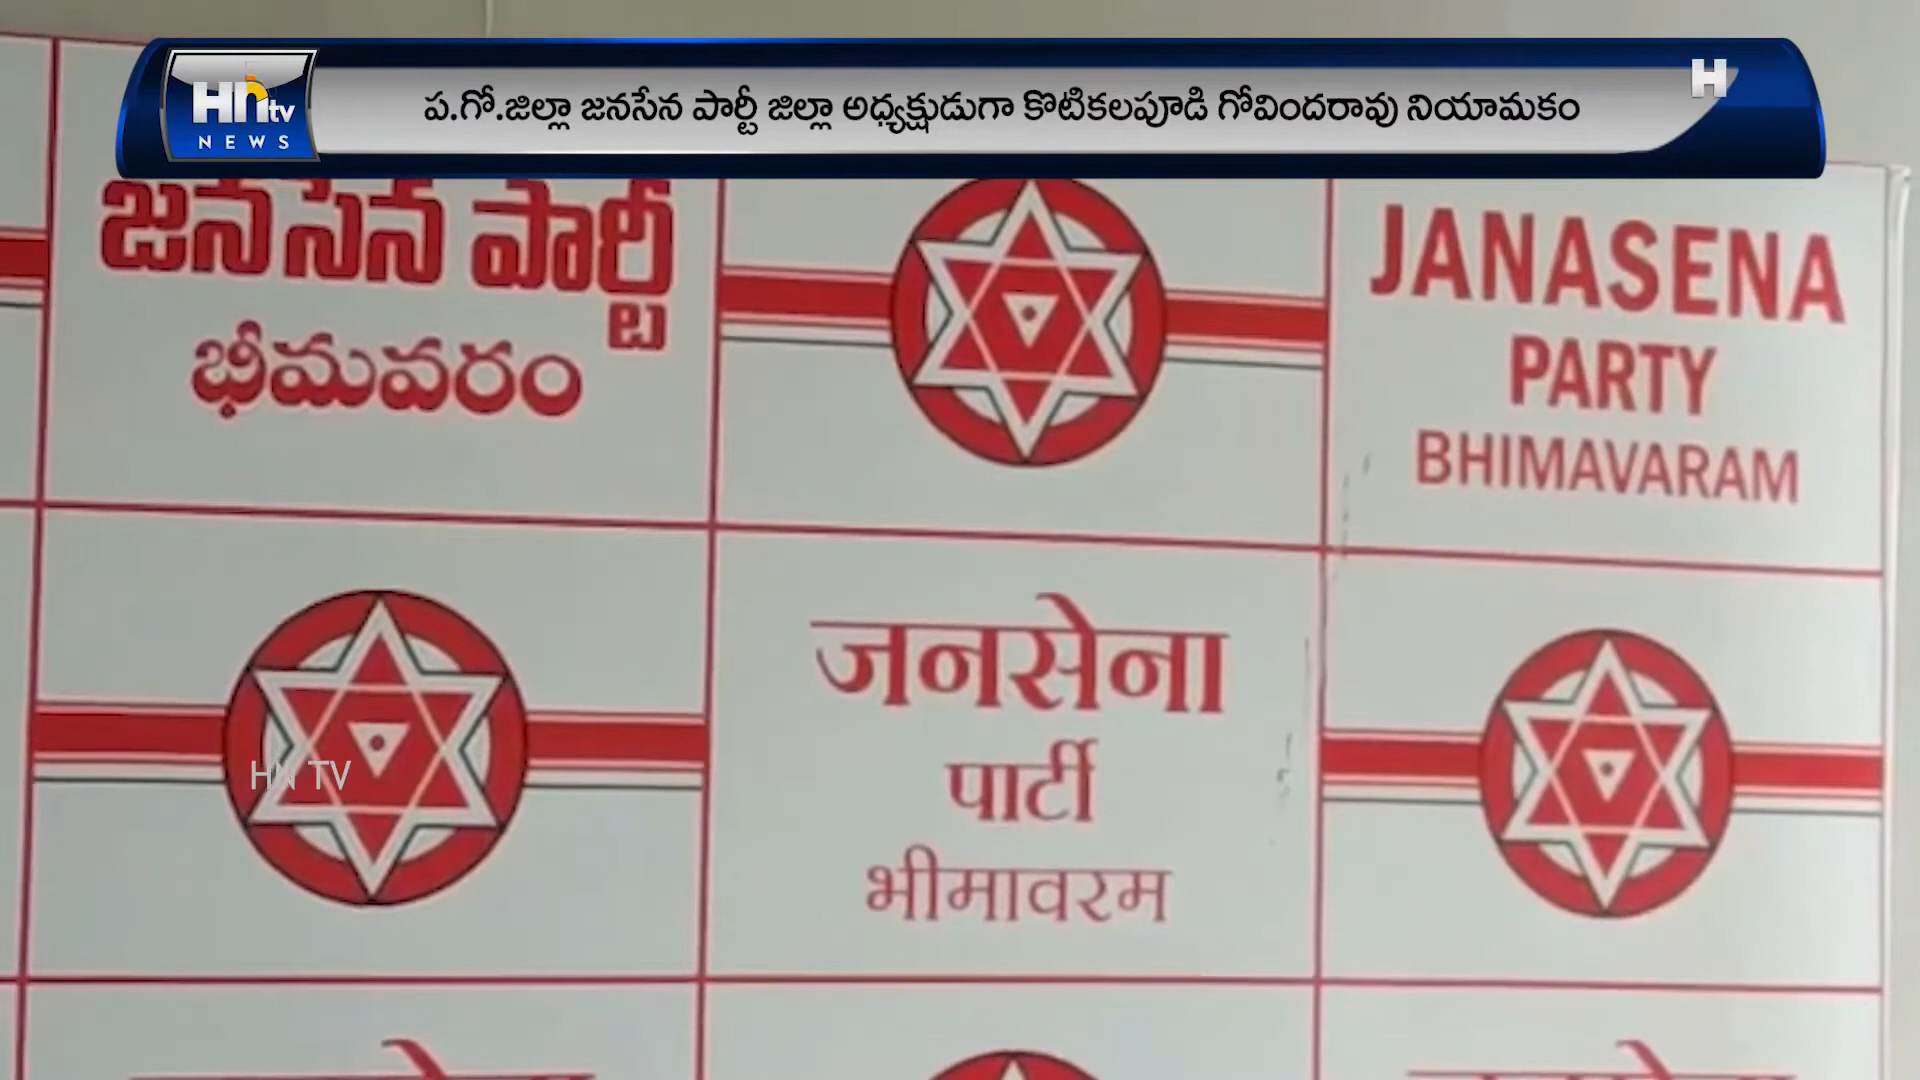 HN tv
NEWS
ప.గో.జిల్లా జనసేన పార్టీ జిల్లా అధ్యక్షుడుగా కొటికలపూడి గోవిందరావు నియామకం
H
జనసేన పార్టీ
భీమవరం
JANASENA
PARTY
BHIMAVARAM
HN TV
जनसेना
पार्टी
भीमावरम